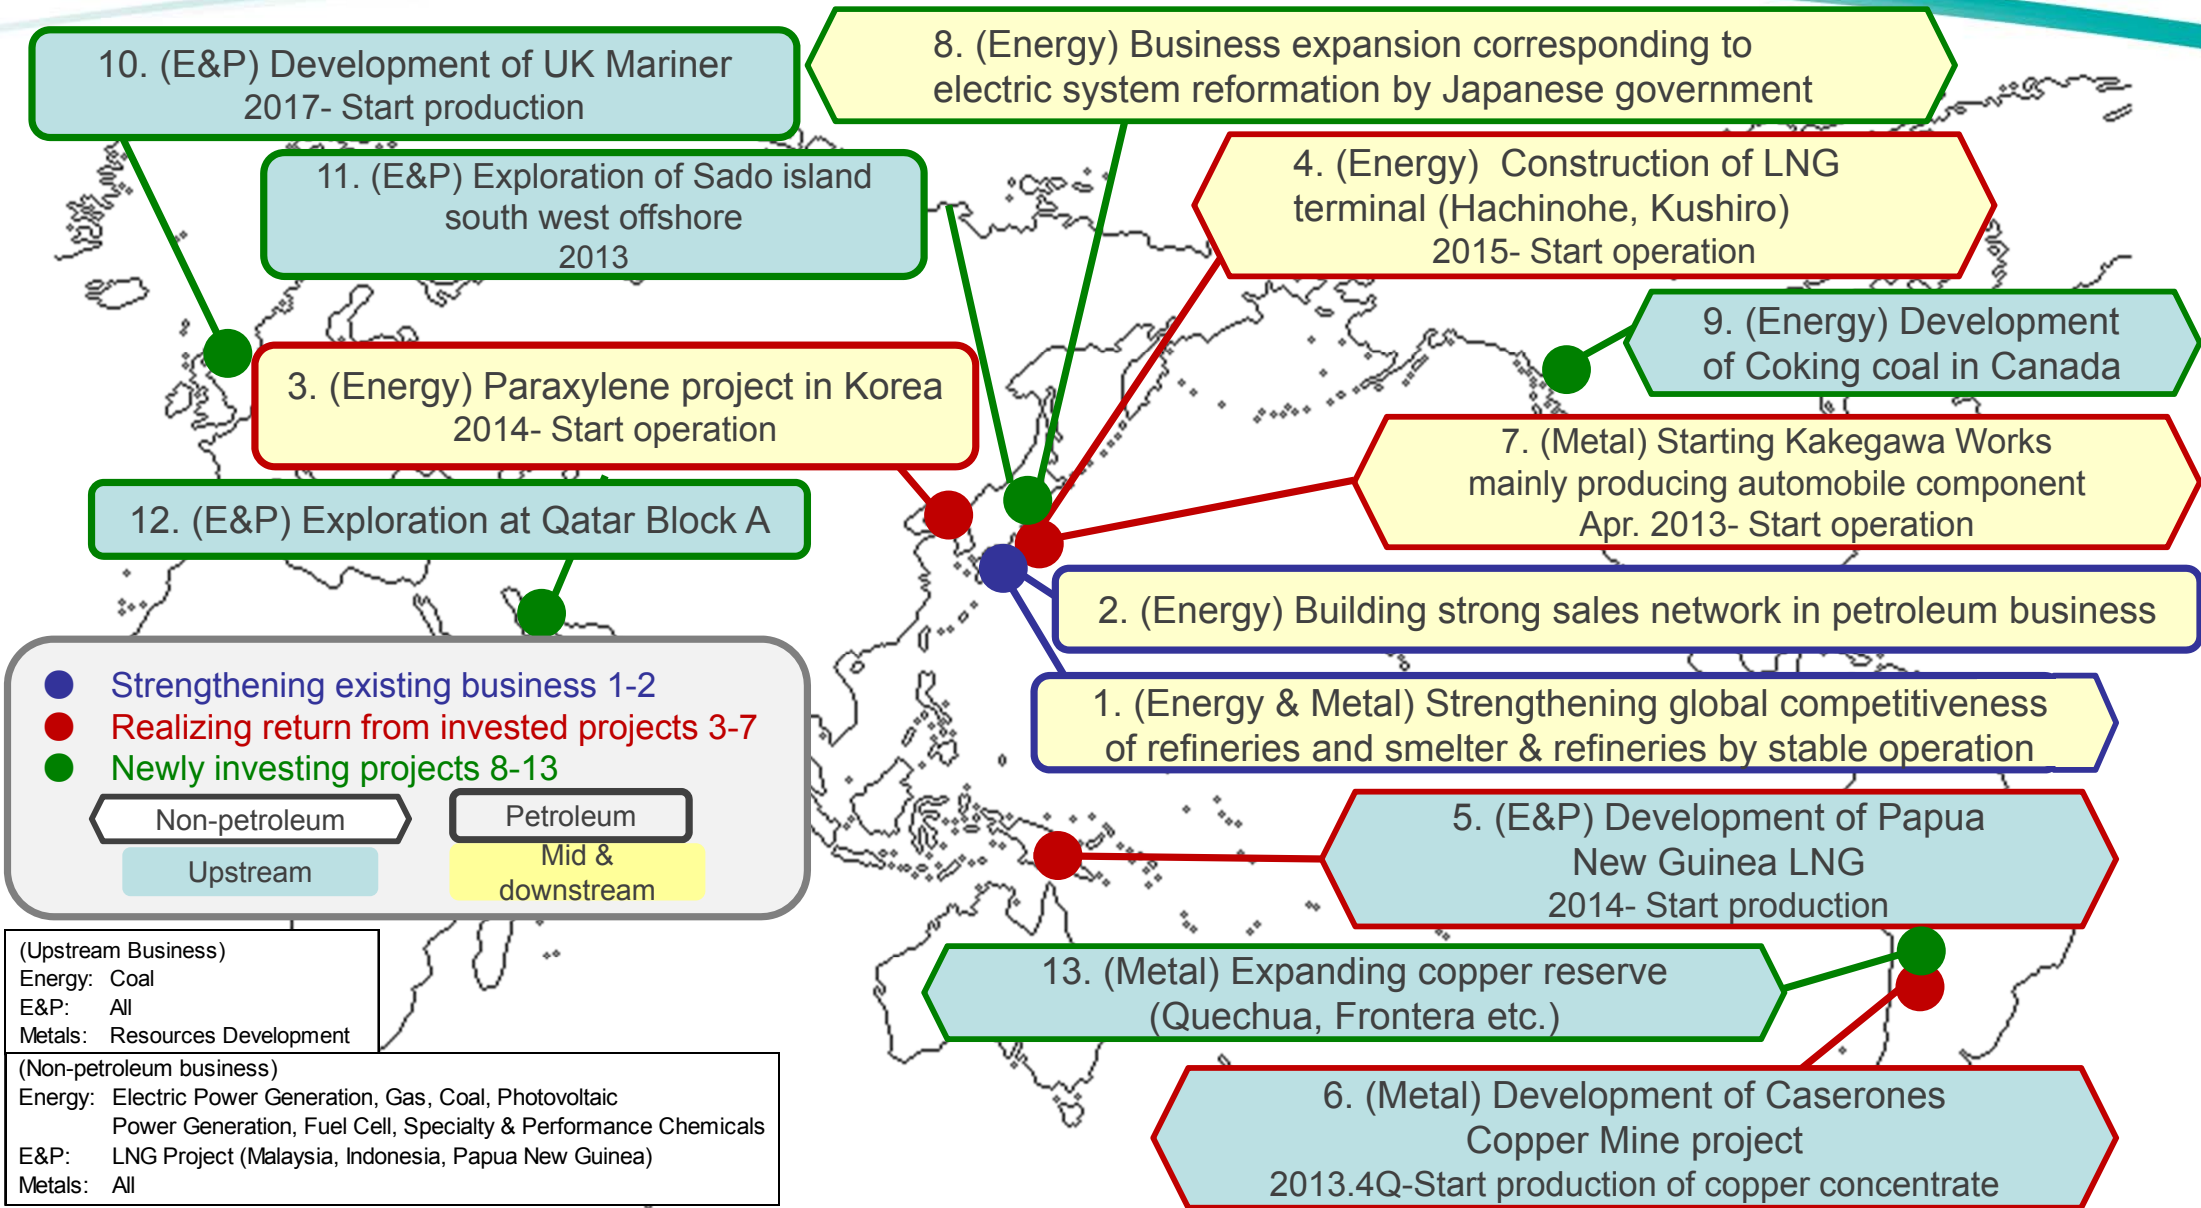 10. (E&P) Development of UK Mariner
2017- Start production
8. (Energy) Business expansion corresponding to
electric system reformation by Japanese government
11. (E&P) Exploration of Sado island
south west offshore
2013
4. (Energy)  Construction of LNG
terminal (Hachinohe, Kushiro)
2015- Start operation
9. (Energy) Development
of Coking coal in Canada
3. (Energy) Paraxylene project in Korea
2014- Start operation
7. (Metal) Starting Kakegawa Works
mainly producing automobile component
Apr. 2013- Start operation
12. (E&P) Exploration at Qatar Block A
2. (Energy) Building strong sales network in petroleum business
1. (Energy & Metal) Strengthening global competitiveness
of refineries and smelter & refineries by stable operation
Strengthening existing business 1-2
Realizing return from invested projects 3-7
Newly investing projects 8-13
Non-petroleum
Petroleum
Upstream
Mid &
downstream
5. (E&P) Development of Papua
New Guinea LNG
2014- Start production
13. (Metal) Expanding copper reserve
(Quechua, Frontera etc.)
6. (Metal) Development of Caserones
Copper Mine project
2013.4Q-Start production of copper concentrate
(Upstream Business)
Energy: Coal
E&P: All
Metals: Resources Development
(Non-petroleum business)
Energy: Electric Power Generation, Gas, Coal, Photovoltaic
Power Generation, Fuel Cell, Specialty & Performance Chemicals
E&P: LNG Project (Malaysia, Indonesia, Papua New Guinea)
Metals: All